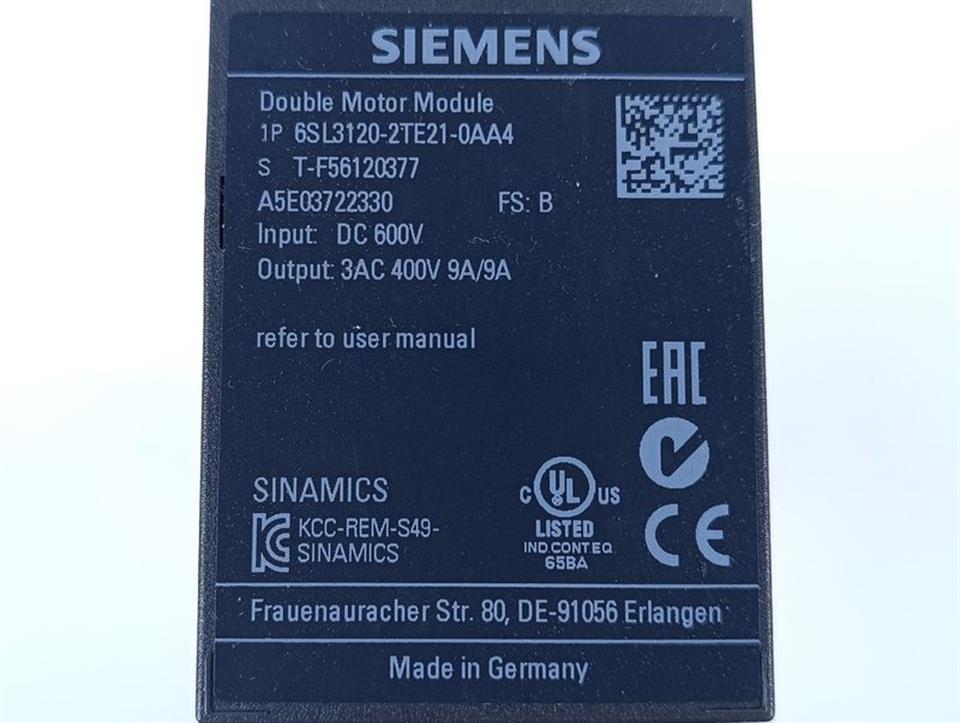 SIEMENS
Double Motor Module
1P 6SL3120-2TE21-0AA4
S T-F56120377
A5E03722330 FS: B
Input: DC 600V
Output: 3AC 400V 9A/9A
refer to user manual
EAC
SINAMICS
KCC-REM-S49-
SINAMICS
C UL US
LISTED
IND.CONT.EQ
65BA
CE
Frauenauracher Str. 80, DE-91056 Erlangen
Made in Germany